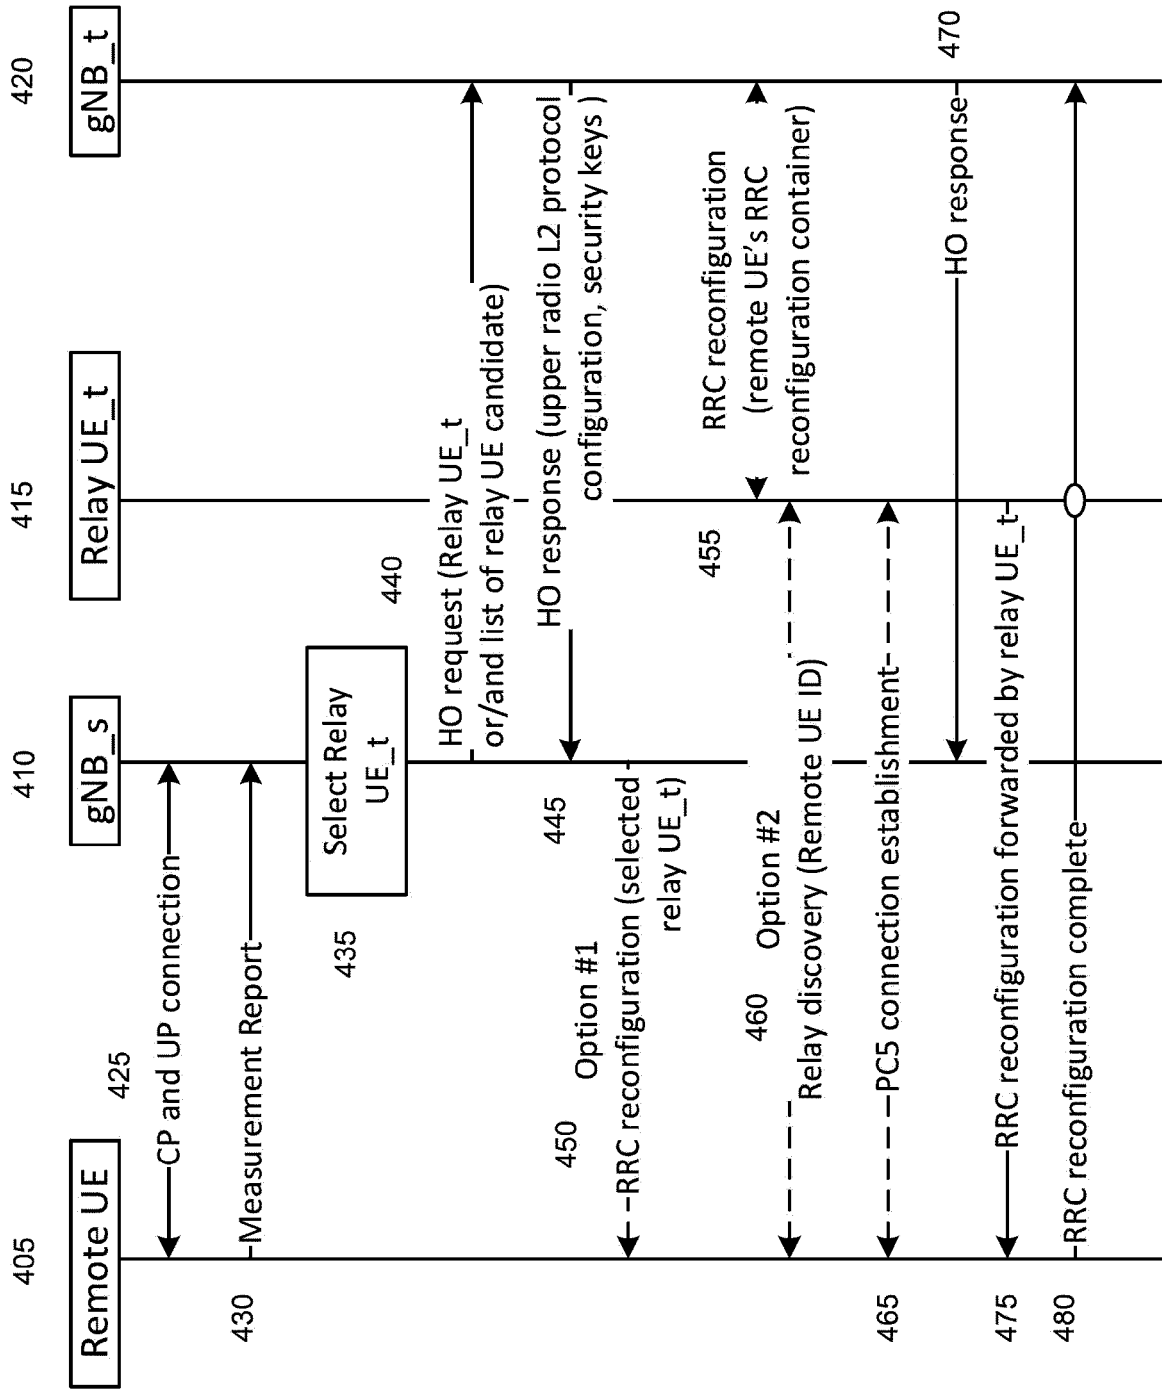 405
410
415
420
Remote UE
gNB_s
Relay UE_t
gNB_t
425
CP and UP connection
430
Measurement Report
435
Select Relay
UE_t
440
HO request (Relay UE_t
or/and list of relay UE candidate)
445
HO response (upper radio L2 protocol
configuration, security keys )
450
Option #1
RRC reconfiguration (selected
relay UE_t)
455
RRC reconfiguration
(remote UE's RRC
reconfiguration container)
460
Option #2
Relay discovery (Remote UE ID)
465
PC5 connection establishment
470
HO response
475
RRC reconfiguration forwarded by relay UE_t
480
RRC reconfiguration complete